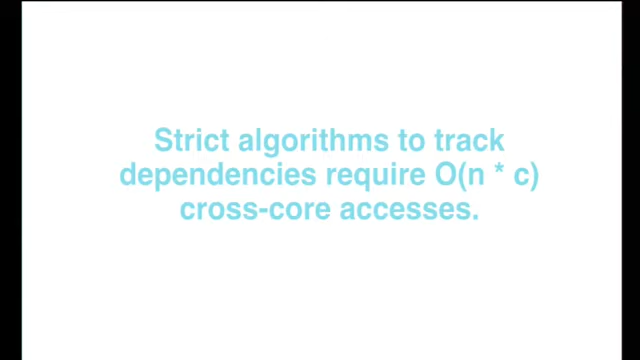 Strict algorithms to track
dependencies require O(n * c)
cross-core accesses.